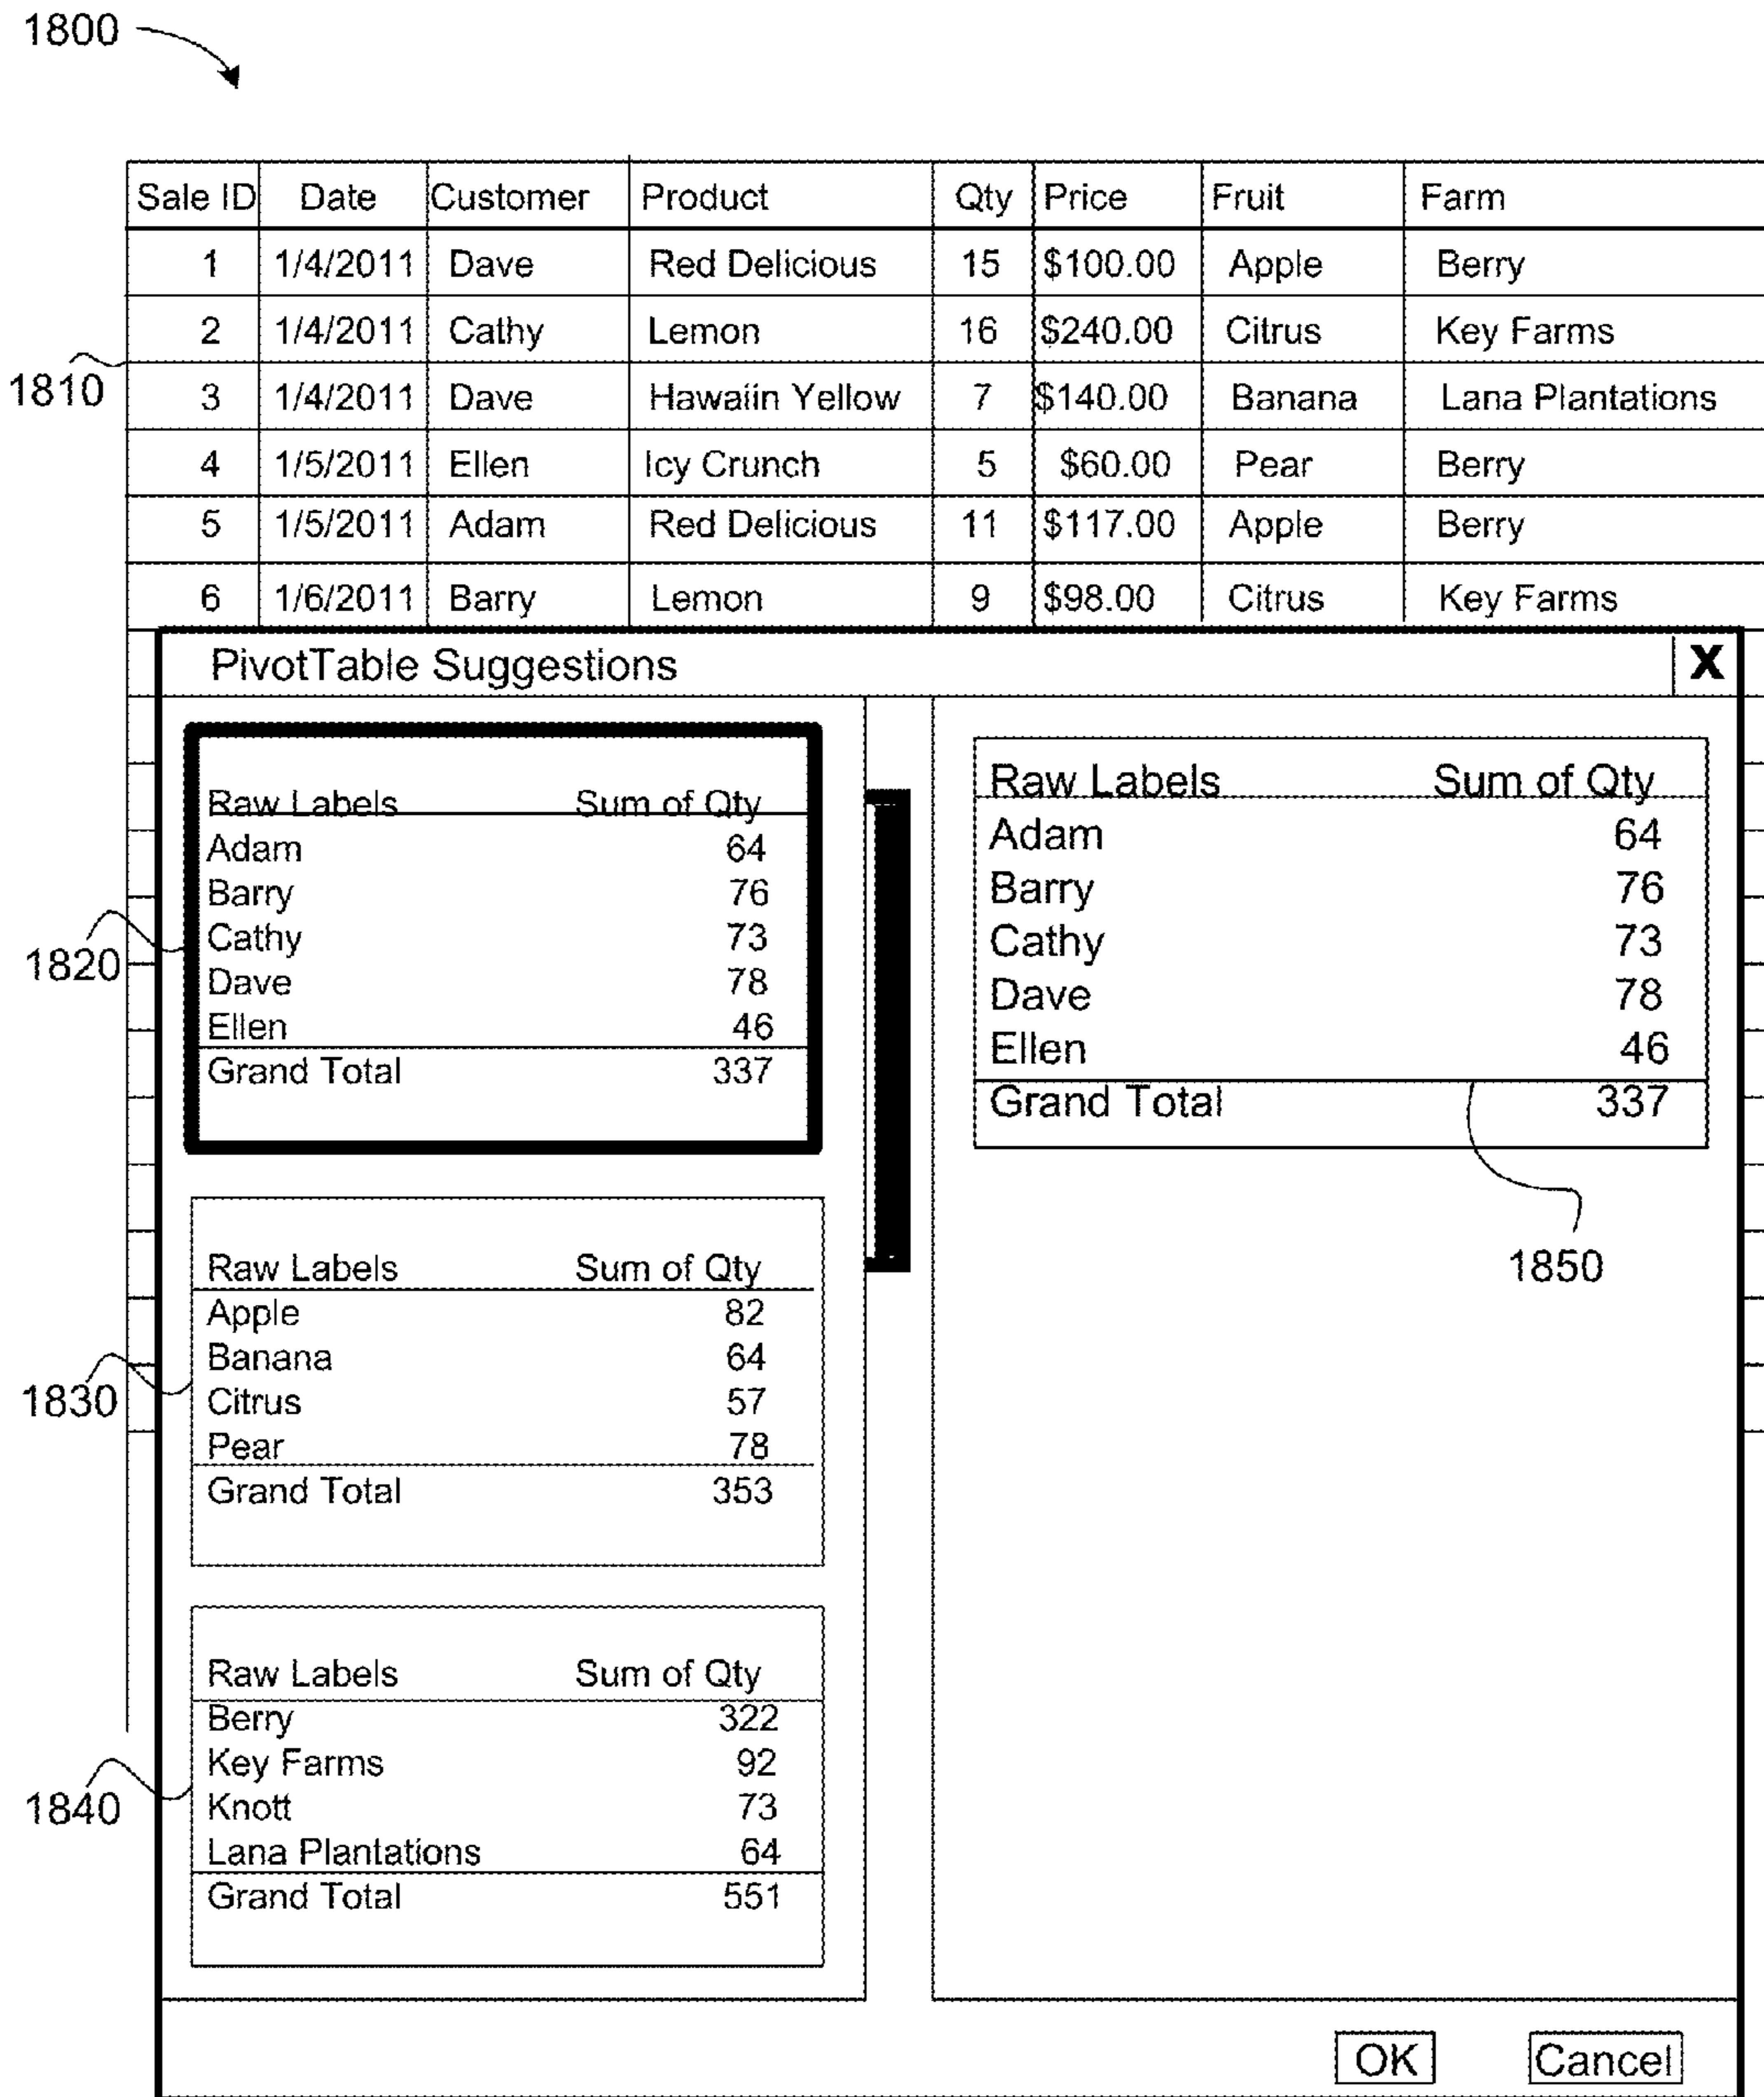 1800
Sale ID Date Customer Product Qty Price Fruit Farm
1 1/4/2011 Dave Red Delicious 15 $100.00 Apple Berry
2 1/4/2011 Cathy Lemon 16 $240.00 Citrus Key Farms
1810
3 1/4/2011 Dave Hawaiin Yellow 7 $140.00 Banana Lana Plantations
4 1/5/2011 Ellen Icy Crunch 5 $60.00 Pear Berry
5 1/5/2011 Adam Red Delicious 11 $117.00 Apple Berry
6 1/6/2011 Barry Lemon 9 $98.00 Citrus Key Farms
PivotTable Suggestions X
Raw Labels Sum of Qty
Adam 64
Barry 76
Cathy 73
1820
Dave 78
Ellen 46
Grand Total 337
Raw Labels Sum of Qty
Apple 82
Banana 64
1830
Citrus 57
Pear 78
Grand Total 353
Raw Labels Sum of Qty
Berry 322
Key Farms 92
1840
Knott 73
Lana Plantations 64
Grand Total 551
Raw Labels Sum of Qty
Adam 64
Barry 76
Cathy 73
Dave 78
Ellen 46
Grand Total 337
1850
OK Cancel